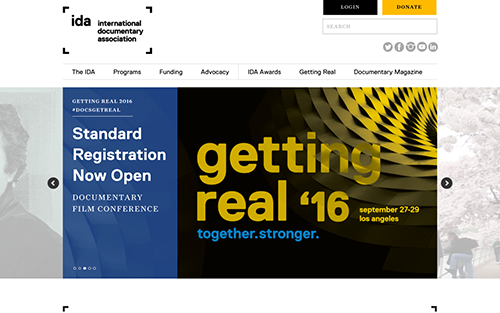 LOGIN
DONATE
ida international
documentary
association
SEARCH
The IDA
Programs
Funding
Advocacy
IDA Awards
Getting Real
Documentary Magazine
GETTING REAL 2016
#DOCSGETREAL
Standard
Registration
Now Open
DOCUMENTARY
FILM CONFERENCE
getting
real ‘16
september 27-29
los angeles
together.stronger.